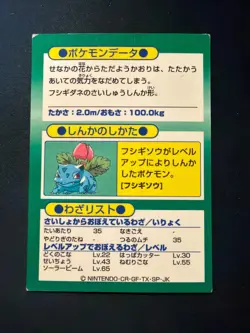 ●ポケモンデータ●
せなかの花からただようかおりは、たたかう
あいての気力をなだめてしまう。
フシギダネのさいしゅうしんか形。
たかさ：2.0m/おもさ：100.0kg
●しんかのしかた●
フシギソウがレベル
アップによりしんか
したポケモン。
[フシギソウ]
●わざリスト●
さいしょからおぼえているわざ/いりょく
たいあたり 35 なきごえ -
やどりぎのたね - つるのムチ 35
レベルアップでおぼえるわざ/レベル
どくのこな Lv.22 はっぱカッター Lv.30
せいちょう Lv.43 ねむりごな Lv.55
ソーラービーム Lv.65
©NINTENDO·CR·GF·TX·SP·JK